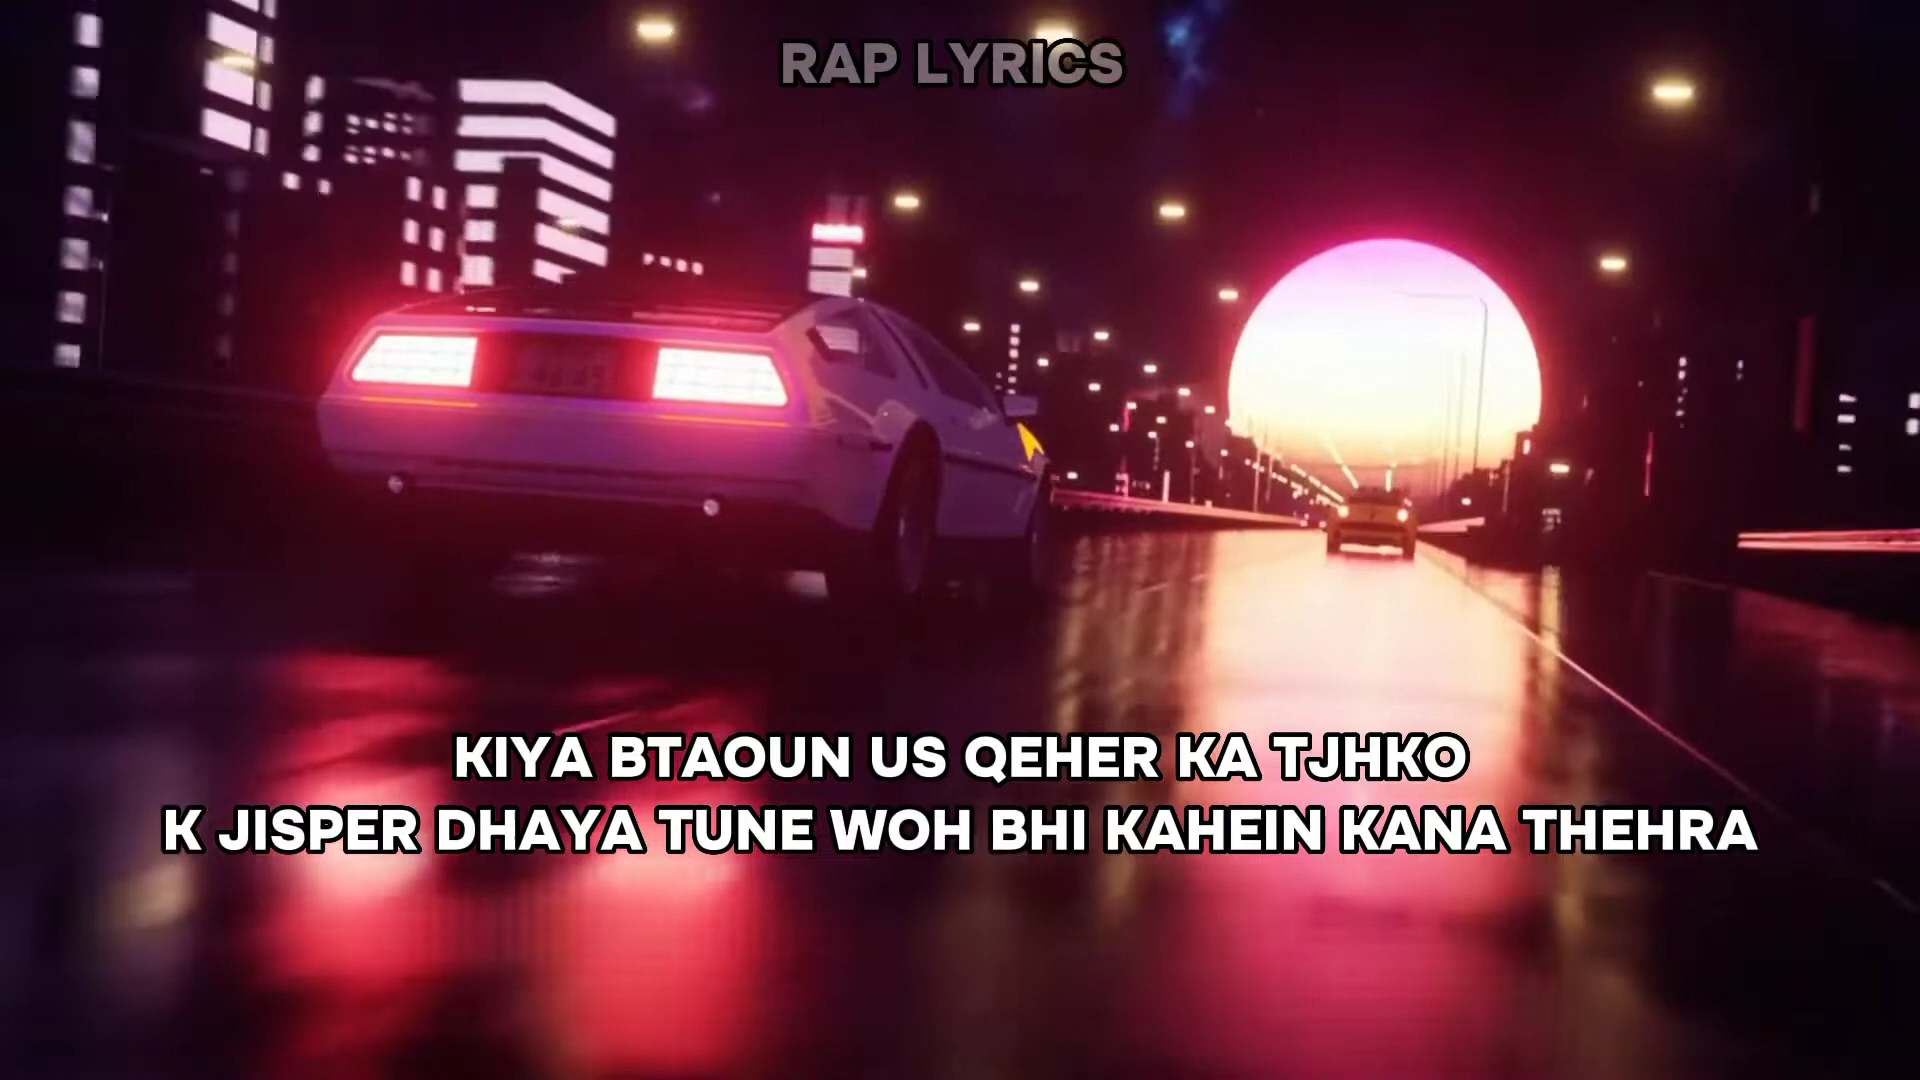 RAP LYRICS
KIYA BTAOUN US QEHER KA TJHKO
K JISPER DHAYA TUNE WOH BHI KAHEIN KANA THEHRA